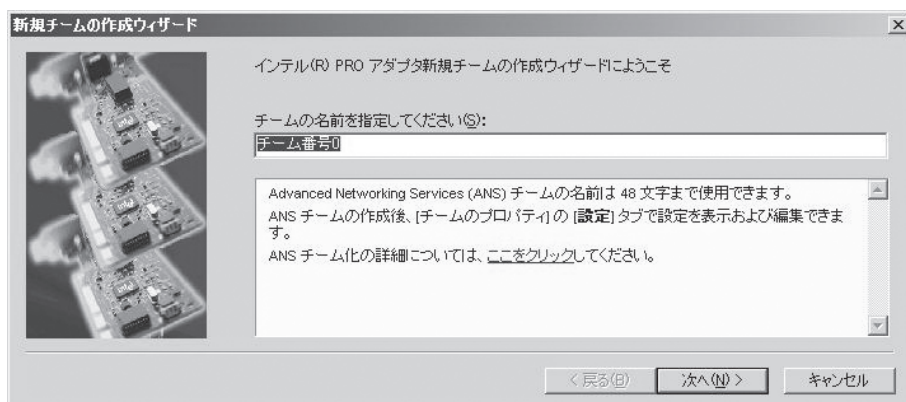 新規チームの作成ウィザード
インテル(R) PRO アダプタ新規チームの作成ウィザードにようこそ
チームの名前を指定してください(S):
チーム番号0
Advanced Networking Services (ANS) チームの名前は 48 文字まで使用できます。
ANS チームの作成後、[チームのプロパティ] の [設定] タブで設定を表示および編集できま
す。
ANS チーム化の詳細については、ここをクリックしてください。
< 戻る(B)
次へ(N) >
キャンセル